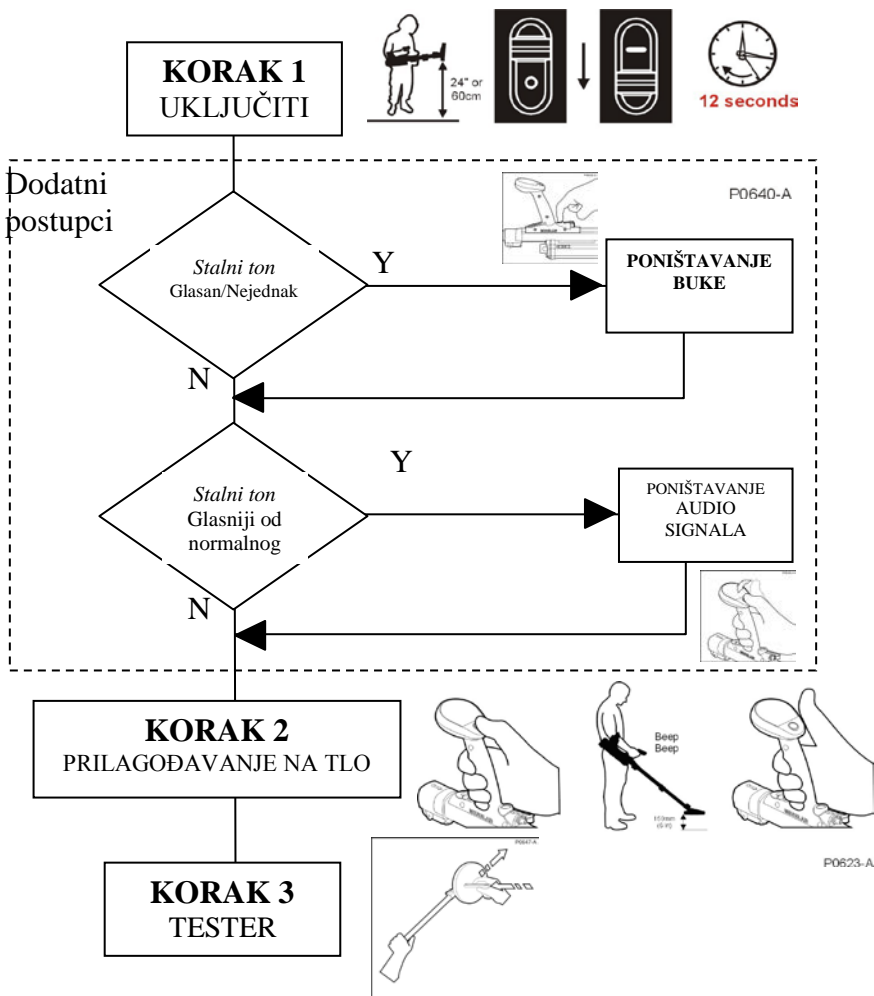 KORAK 1
UKLJUČITI
24" or
60cm
12 seconds
Dodatni
postupci
P0640-A
Stalni ton
Glasan/Nejednak
Y
PONIŠTAVANJE
BUKE
N
Stalni ton
Glasniji od
normalnog
Y
PONIŠTAVANJE
AUDIO
SIGNALA
N
KORAK 2
PRILAGOĐAVANJE NA TLO
Beep
Beep
P0647-A
P0623-A
KORAK 3
TESTER